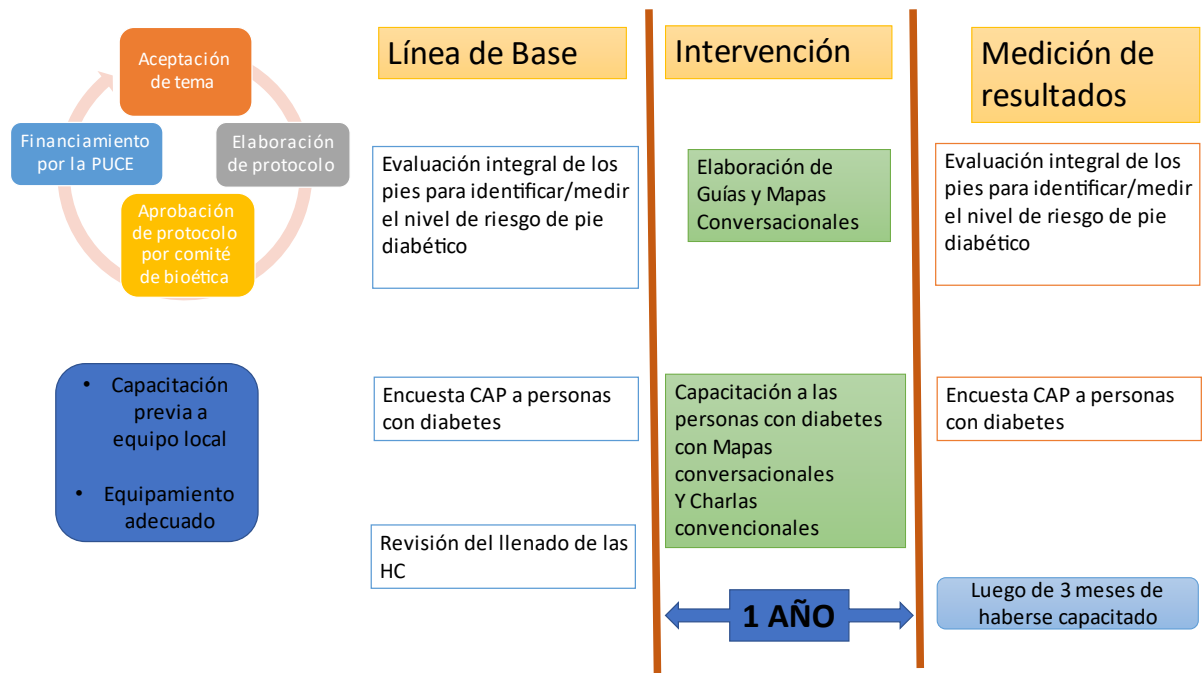 Aceptación
de tema
Elaboración
de protocolo
Aprobación
de protocolo
por comité
de bioética
Financiamiento
por la PUCE
• Capacitación
previa a
equipo local
• Equipamiento
adecuado
Línea de Base
Evaluación integral de los
pies para identificar/medir
el nivel de riesgo de pie
diabético
Encuesta CAP a personas
con diabetes
Revisión del llenado de las
HC
Intervención
Elaboración de
Guías y Mapas
Conversacionales
Capacitación a las
personas con diabetes
con Mapas
conversacionales
Y Charlas
convencionales
1 AÑO
Medición de
resultados
Evaluación integral de los
pies para identificar/medir
el nivel de riesgo de pie
diabético
Encuesta CAP a personas
con diabetes
Luego de 3 meses de
haberse capacitado